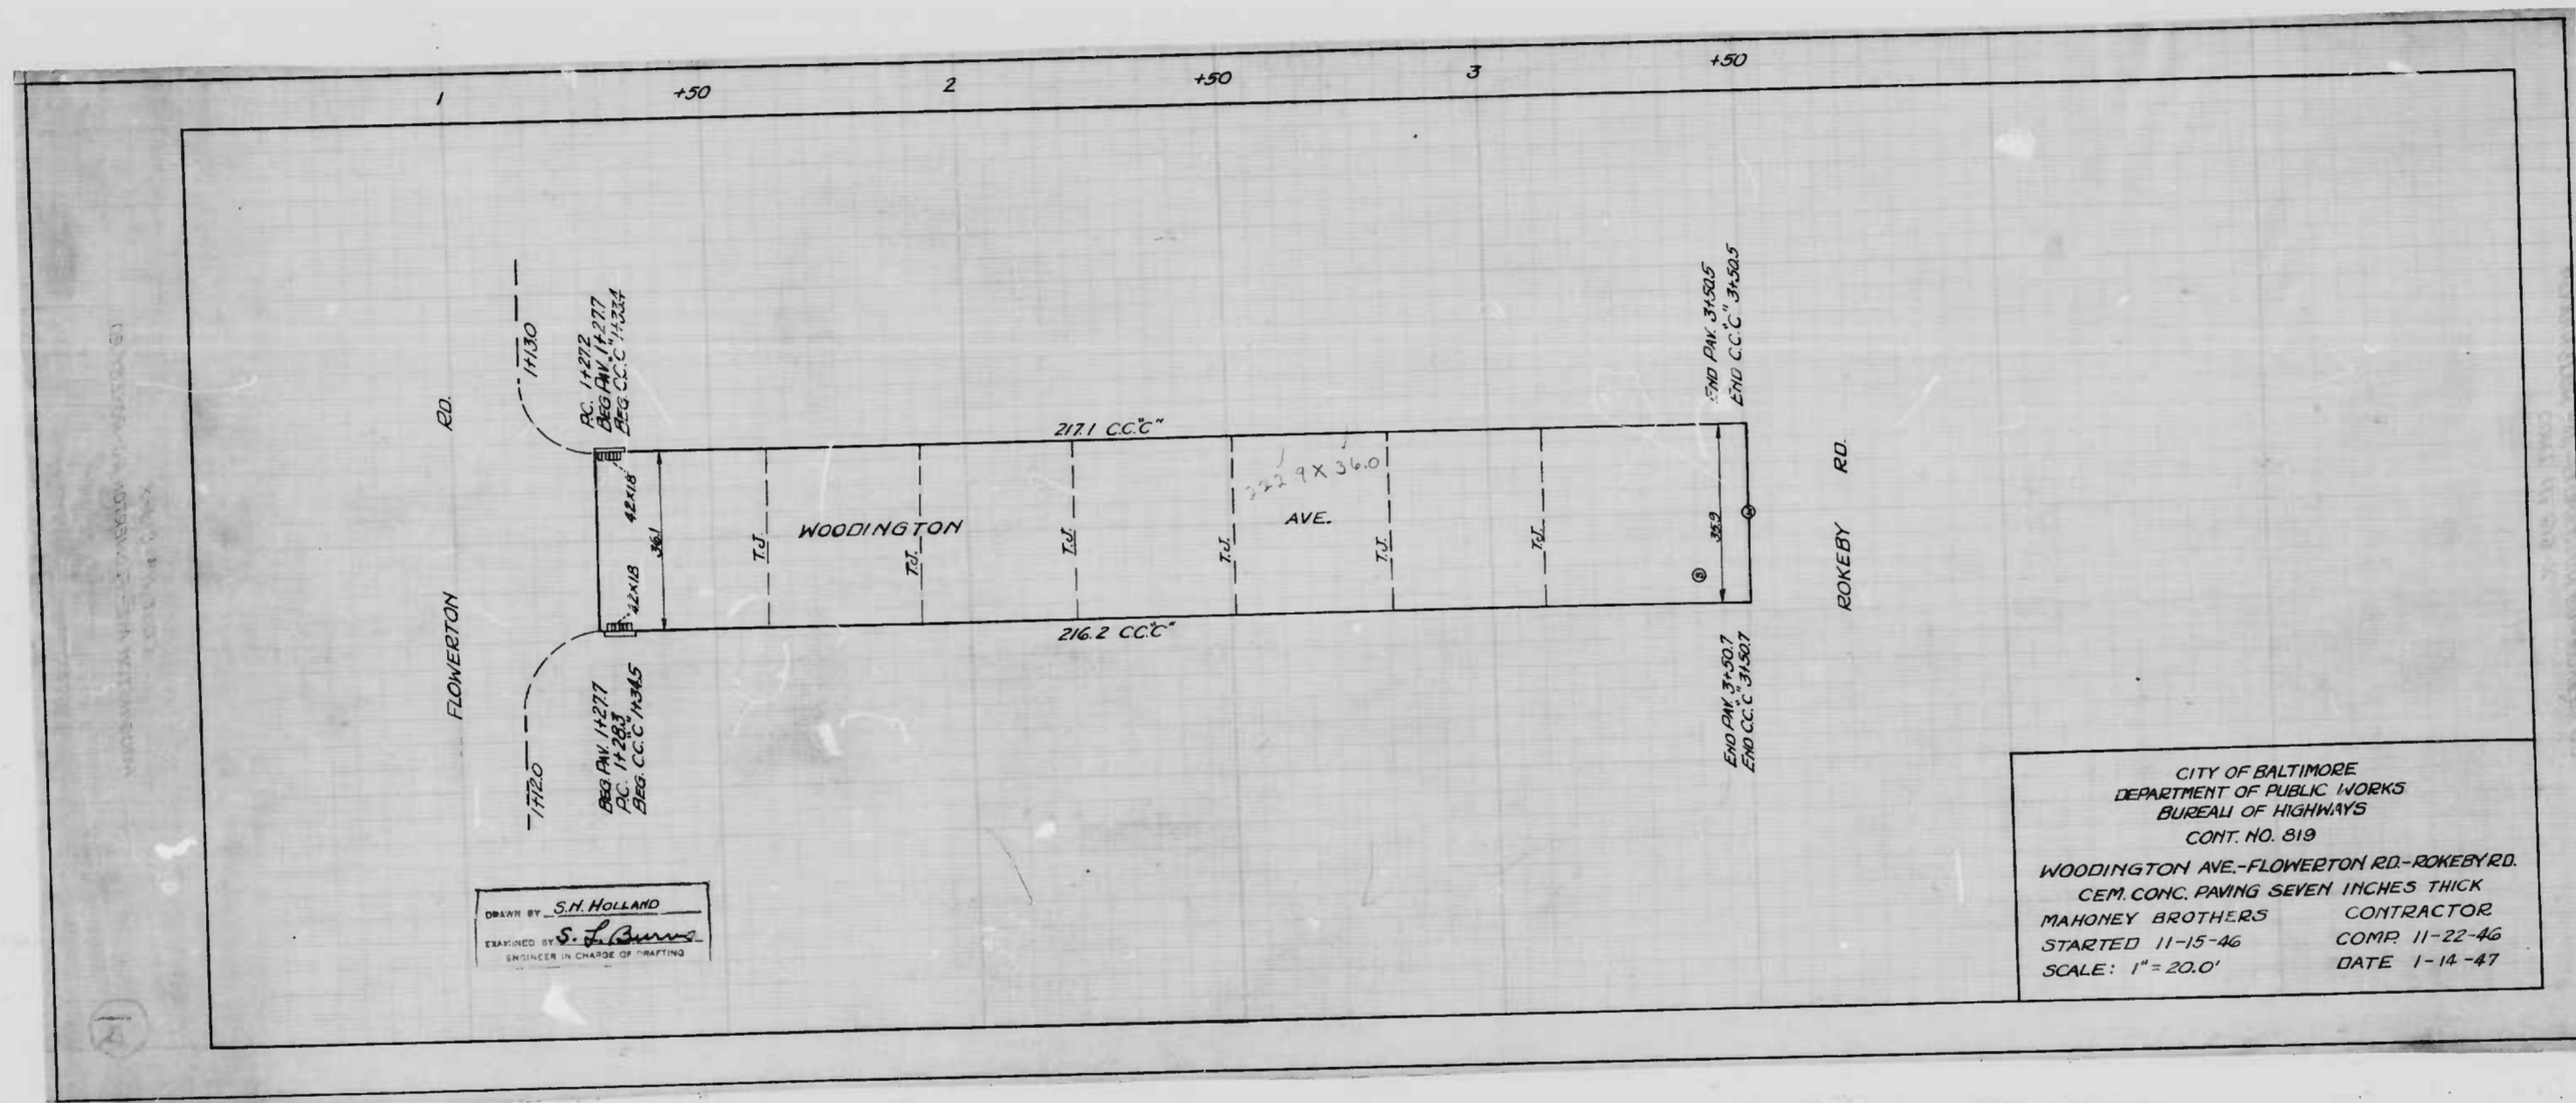 1 +50 2 +50 3 +50
RD.
FLOWERTON
1+13.0
P.C. 1+27.2
BEG. PAV. 1+27.7
BEG. C.C."C" 1+33.4
217.1 C.C."C"
END PAV. 3+50.5
END C.C."C" 3+50.5
42x18
42x18
36.1
T.J.
WOODINGTON
T.J.
T.J.
T.J.
222.9 X 36.0
AVE.
T.J.
T.J.
35.9
RD.
ROKEBY
216.2 C.C."C"
1+12.0
BEG. PAV. 1+27.7
P.C. 1+28.3
BEG. C.C."C" 1+34.5
END PAV. 3+50.7
END C.C."C" 3+50.7
DRAWN BY S.N. HOLLAND
EXAMINED BY S. L. Burns
ENGINEER IN CHARGE OF DRAFTING
CITY OF BALTIMORE
DEPARTMENT OF PUBLIC WORKS
BUREAU OF HIGHWAYS
CONT. NO. 819
WOODINGTON AVE.-FLOWERTON RD.-ROKEBY RD.
CEM. CONC. PAVING SEVEN INCHES THICK
MAHONEY BROTHERS CONTRACTOR
STARTED 11-15-46 COMP. 11-22-46
SCALE: 1" = 20.0' DATE 1-14-47